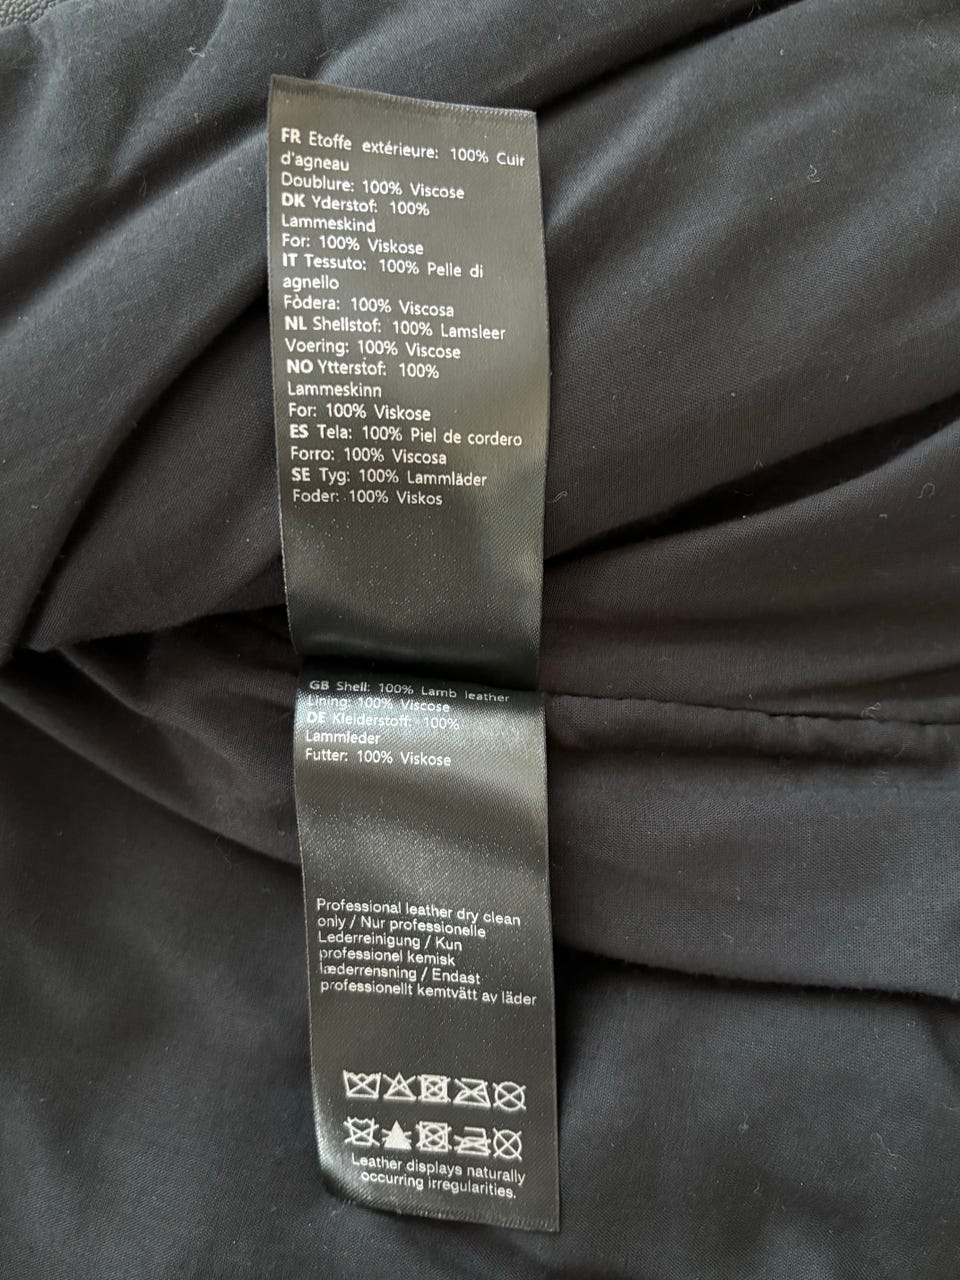 FR Etoffe extérieure: 100% Cuir
d'agneau
Doublure: 100% Viscose
DK Yderstof: 100%
Lammeskind
For: 100% Viskose
IT Tessuto: 100% Pelle di
agnello
Fòdera: 100% Viscosa
NL Shellstof: 100% Lamsleer
Voering: 100% Viscose
NO Ytterstof: 100%
Lammeskinn
For: 100% Viskose
ES Tela: 100% Piel de cordero
Forro: 100% Viscosa
SE Tyg: 100% Lammläder
Foder: 100% Viskos
GB Shell: 100% Lamb leather
Lining: 100% Viscose
DE Kleiderstoff: 100%
Lammleder
Futter: 100% Viskose
Professional leather dry clean
only / Nur professionelle
Lederreinigung / Kun
professionel kemisk
læderrensning / Endast
professionellt kemtvätt av läder
Leather displays naturally
occurring irregularities.